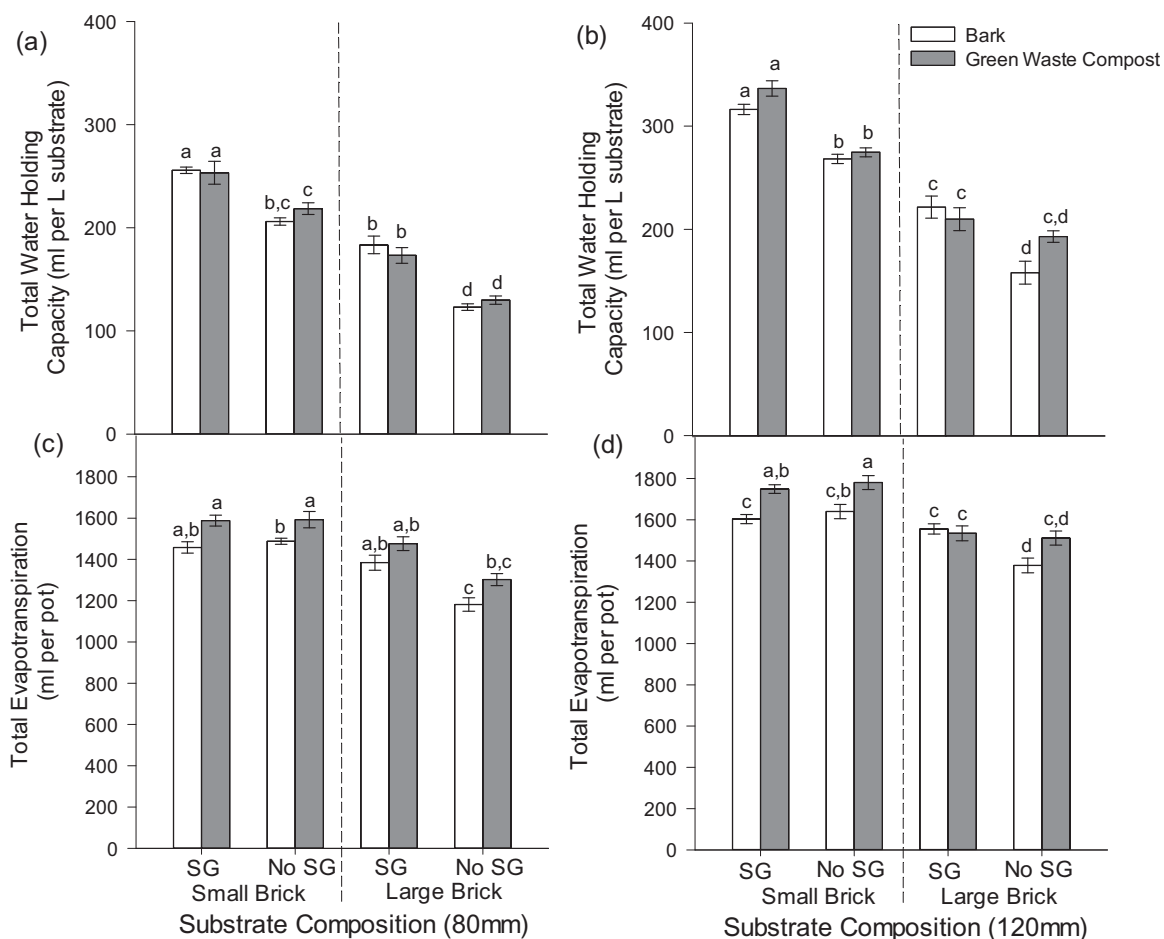 (a)
Total Water Holding
Capacity (ml per L substrate)
400
300
200
100
0
a
a
b,c
c
b
b
d
d
(b)
Bark
Green Waste Compost
Total Water Holding
Capacity (ml per L substrate)
400
300
200
100
0
a
a
b
b
c
c
d
c,d
(c)
Total Evapotranspiration
(ml per pot)
1800
1600
1400
1200
1000
800
600
400
200
0
a,b
a
b
a
a,b
a,b
c
b,c
SG
No SG
SG
No SG
Small Brick
Large Brick
Substrate Composition (80mm)
(d)
Total Evapotranspiration
(ml per pot)
1800
1600
1400
1200
1000
800
600
400
200
0
c
a,b
c,b
a
c
c
d
c,d
SG
No SG
SG
No SG
Small Brick
Large Brick
Substrate Composition (120mm)